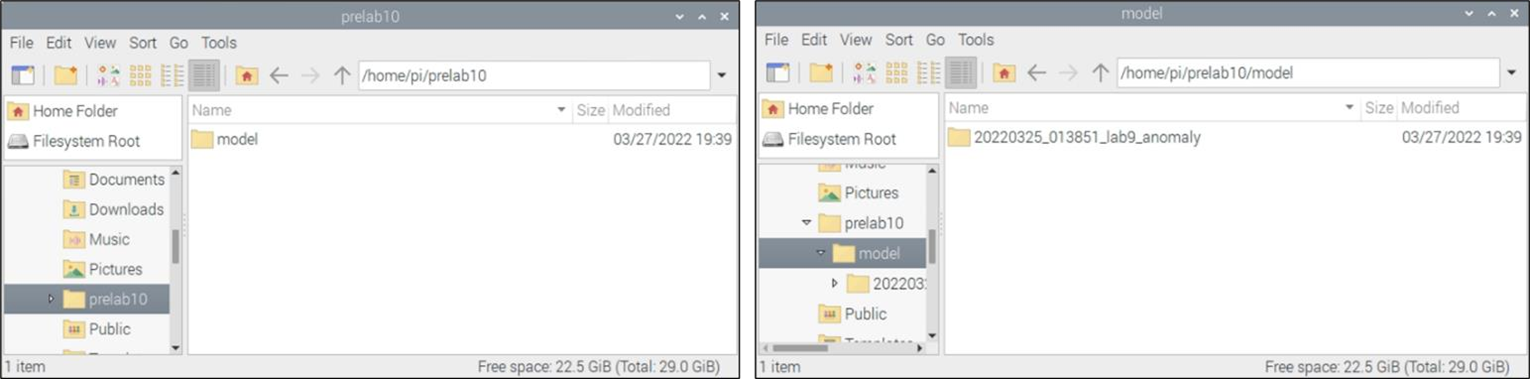 prelab10
File Edit View Sort Go Tools
/home/pi/prelab10
Home Folder
Filesystem Root
Documents
Downloads
Music
Pictures
prelab10
Public
Name Size Modified
model 03/27/2022 19:39
1 item Free space: 22.5 GiB (Total: 29.0 GiB)
model
File Edit View Sort Go Tools
/home/pi/prelab10/model
Home Folder
Filesystem Root
Music
Pictures
prelab10
model
2022032
Public
Templates
Name Size Modified
20220325_013851_lab9_anomaly 03/27/2022 19:39
1 item Free space: 22.5 GiB (Total: 29.0 GiB)